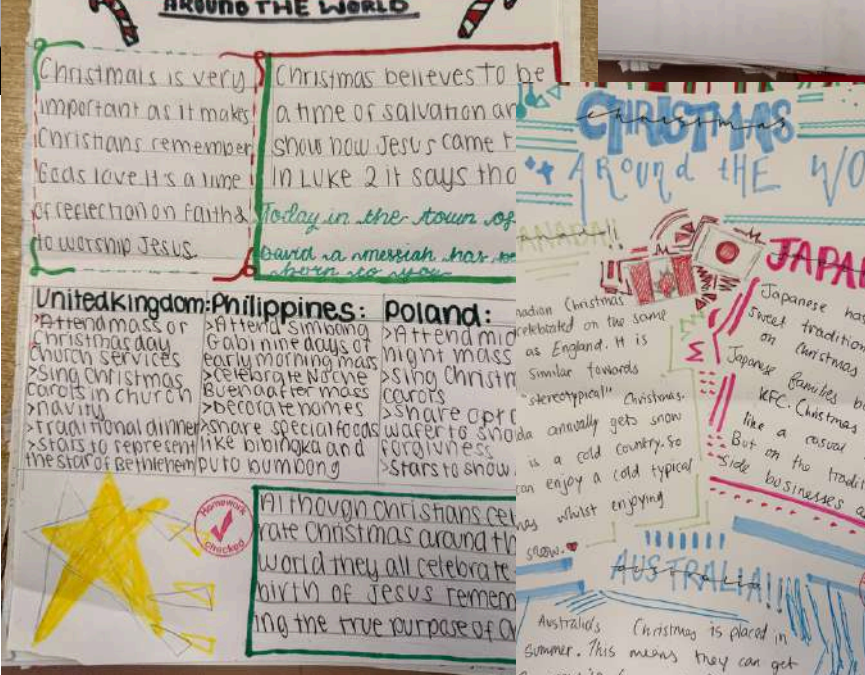 AROUND THE WORLD
Christmais is very
important as it makes
Christians remember
Gods love. It's a time
of reflection on faith &
to worship Jesus.
Christmas believes to be
a time of salvation an
show how Jesus came t
In Luke 2 it says tha
Today in the town of
David a messiah has be
born to you
United kingdom:
>Attend mass or
Christmas day
church services
>sing christmas
carols in church
>navity
>traditional dinner
>stars to represent
the star of Bethlehem
Philippines:
>Attend simbang
Gabi nine days of
early morning mass
>celebrate Noche
Buena after mass
>Decorate homes
>share special foods
like bibingka and
puto bumbong
Poland:
>Attend mid
night mass
>sing Christm
carols
>share opro
wafer to sho
forgivness
>stars to show
Homework
checked
Although christians cel
rate Christmas around th
world they all celebrate
birth of Jesus remem
ing the true purpose of
CHRISTMAS
christmas
AROUND THE WO
ANADA!!
nadian Christmas
celebrated on the same
as England. It is
similar towards
"stereotypical" Christmas.
da annually gets snow
is a cold country. So
can enjoy a cold typical
mas whilst enjoying
snow.
JAPA
Japanese has
sweet tradition
on Christmas
Japanese families b
KFC. Christmas
like a casual
But on the tradit
side businesses a
AUSTRALIA!!!
australia
Australia's Christmas is placed in
summer. This means they can get